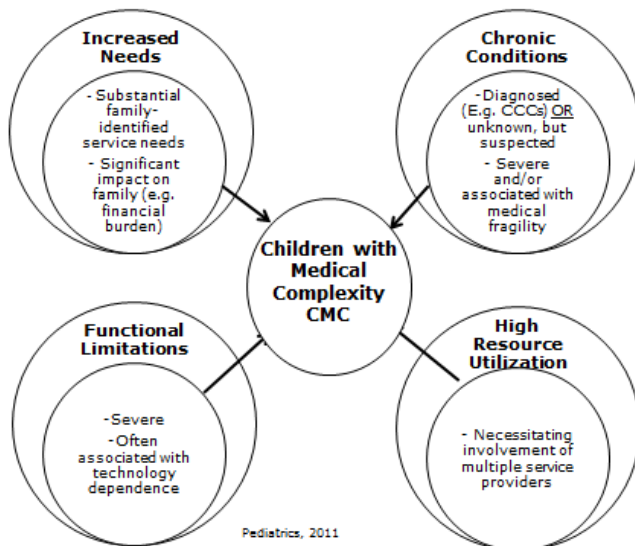 Increased
Needs
- Substantial
family-
identified
service needs
- Significant
impact on
family (e.g.
financial
burden)
Chronic
Conditions
- Diagnosed
(E.g. CCCs) OR
unknown, but
suspected
- Severe
and/or
associated with
medical
fragility
Children with
Medical
Complexity
CMC
Functional
Limitations
-Severe
-Often
associated with
technology
dependence
High
Resource
Utilization
- Necessitating
involvement of
multiple service
providers
Pediatrics, 2011